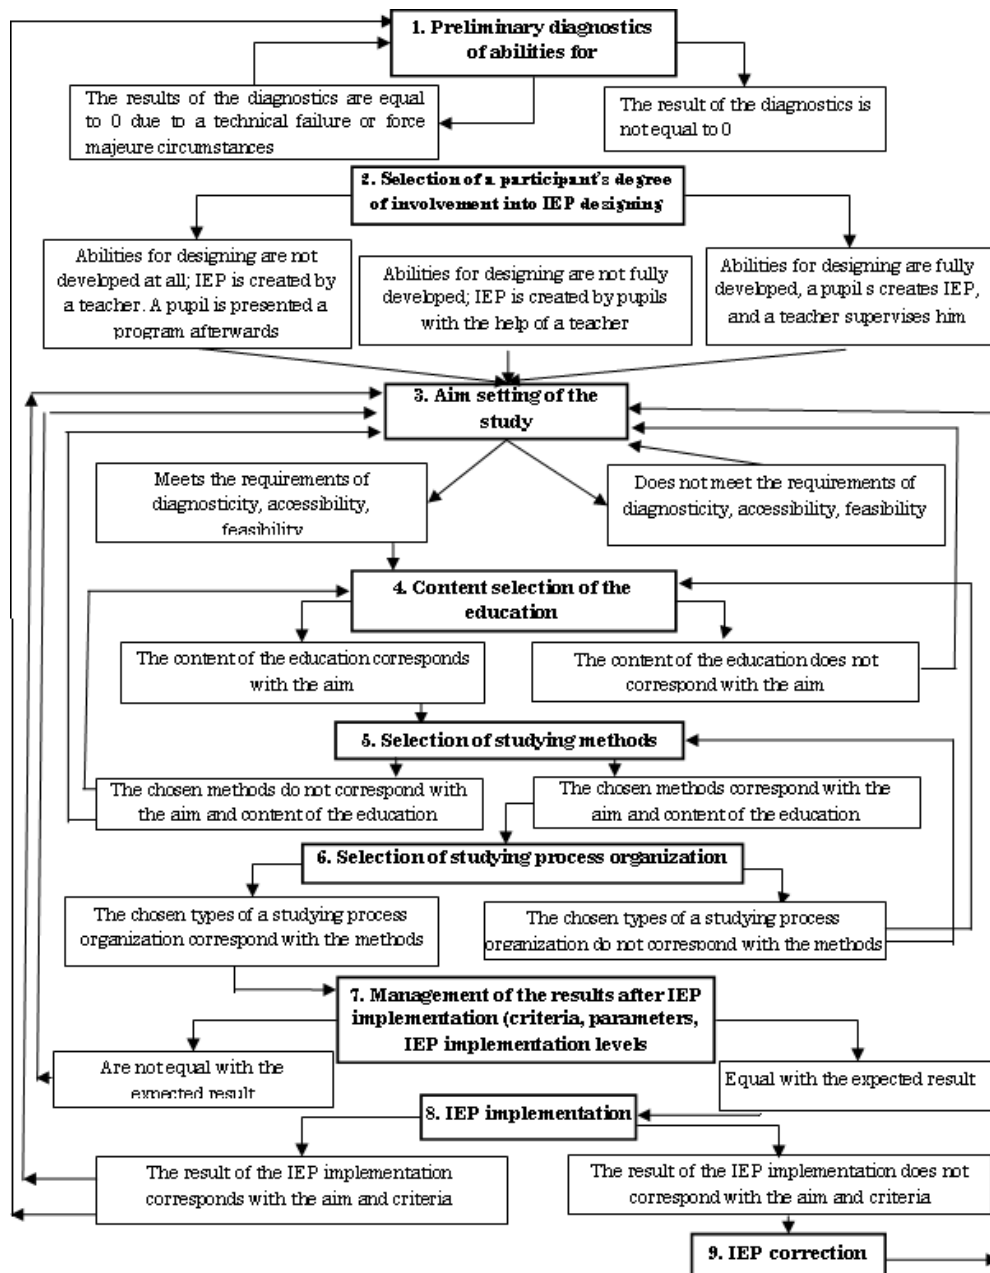 1. Preliminary diagnostics
of abilities for
The results of the diagnostics are equal
to 0 due to a technical failure or force
majeure circumstances
The result of the diagnostics is
not equal to 0
2. Selection of a participant's degree
of involvement into IEP designing
Abilities for designing are not
developed at all; IEP is created by
a teacher. A pupil is presented a
program afterwards
Abilities for designing are not fully
developed; IEP is created by pupils
with the help of a teacher
Abilities for designing are fully
developed, a pupil s creates IEP,
and a teacher supervises him
3. Aim setting of the
study
Meets the requirements of
diagnosticity, accessibility,
feasibility
Does not meet the requirements of
diagnosticity, accessibility, feasibility
4. Content selection of the
education
The content of the education corresponds
with the aim
The content of the education does not
correspond with the aim
5. Selection of studying methods
The chosen methods do not correspond with
the aim and content of the education
The chosen methods correspond with the
aim and content of the education
6. Selection of studying process organization
The chosen types of a studying process
organization correspond with the methods
The chosen types of a studying process
organization do not correspond with the methods
7. Management of the results after IEP
implementation (criteria, parameters,
IEP implementation levels
Are not equal with the
expected result
Equal with the expected result
8. IEP implementation
The result of the IEP implementation
corresponds with the aim and criteria
The result of the IEP implementation does not
correspond with the aim and criteria
9. IEP correction